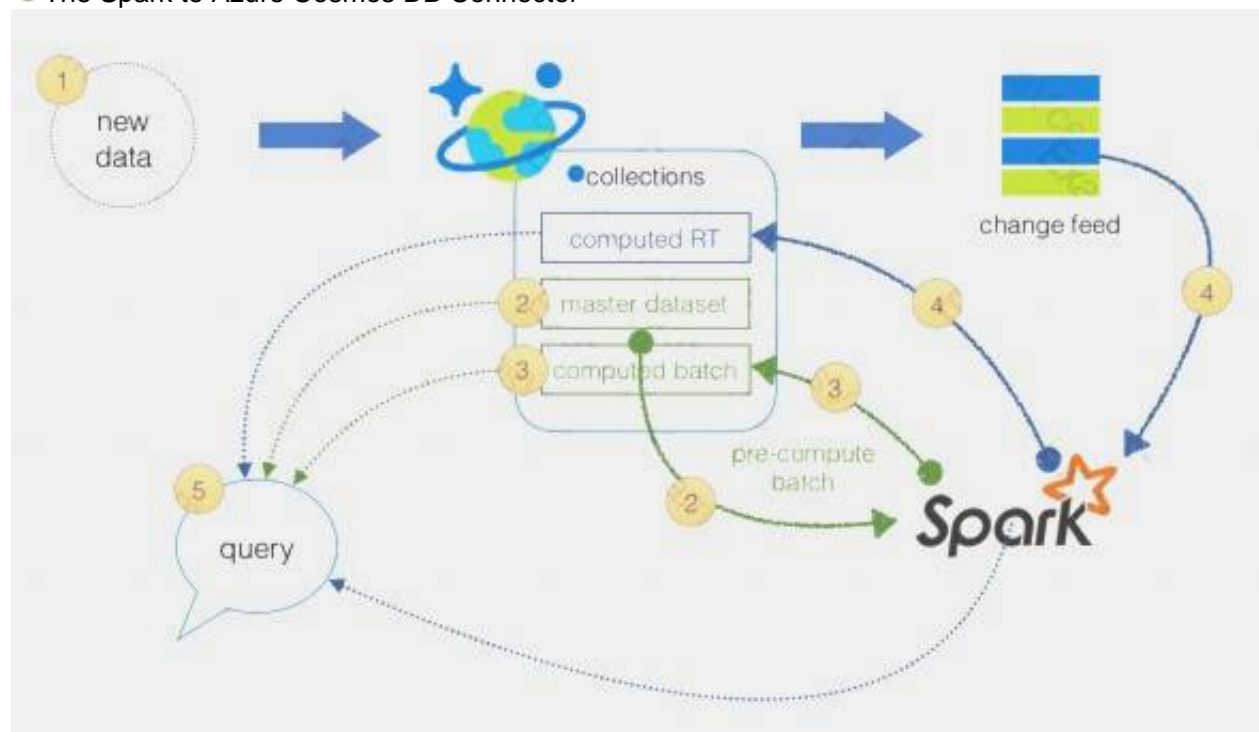 The Spark to Azure Cosmos DB Connector
1
new
data
collections
computed RT
change feed
4
4
2
master dataset
3
computed batch
3
pre-compute
batch
2
Spark
5
query